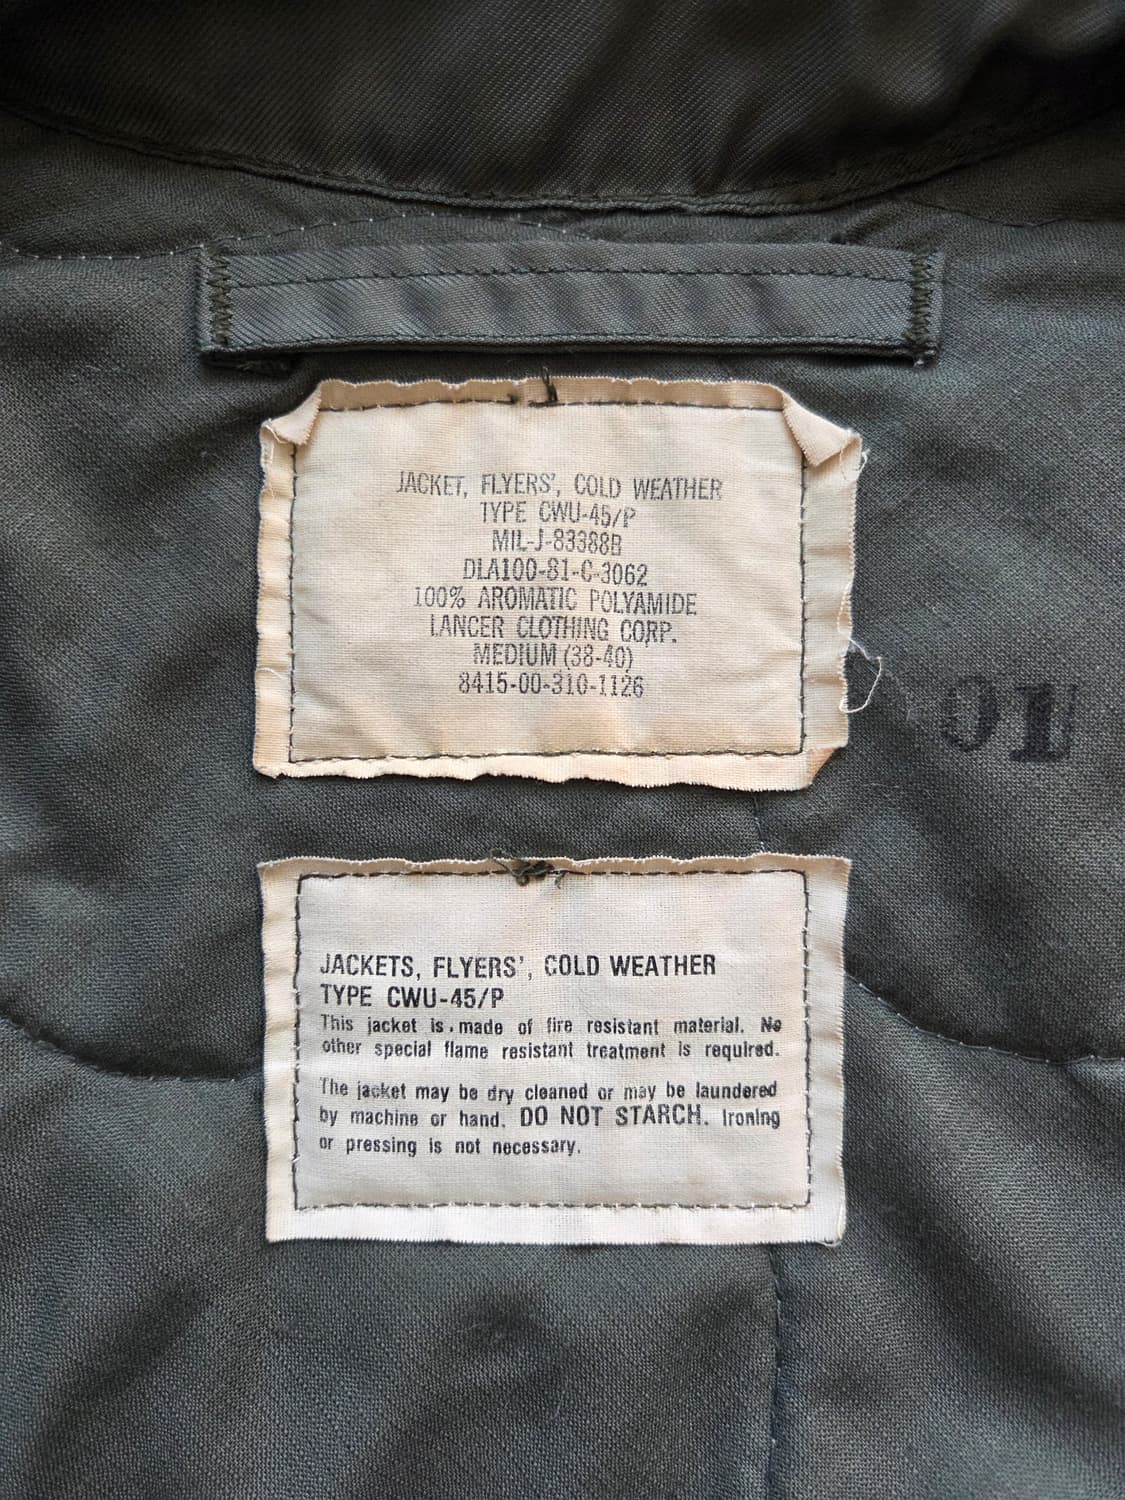 JACKET, FLYERS', COLD WEATHER
TYPE CWU-45/P
MIL-J-83388B
DLA100-81-C-3062
100% AROMATIC POLYAMIDE
LANCER CLOTHING CORP.
MEDIUM (38-40)
8415-00-310-1126
JACKETS, FLYERS', COLD WEATHER
TYPE CWU-45/P
This jacket is made of fire resistant material. No
other special flame resistant treatment is required.
The jacket may be dry cleaned or may be laundered
by machine or hand. DO NOT STARCH. Ironing
or pressing is not necessary.